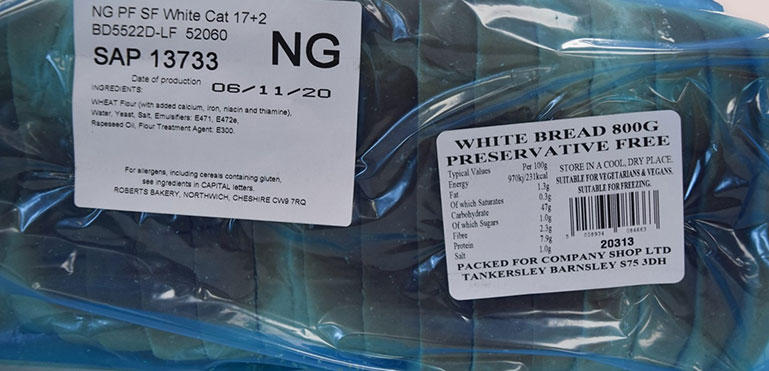 NG PF SF White Cat 17+2
BD5522D-LF 52060
SAP 13733
NG
Date of production 06/11/20
INGREDIENTS:
WHEAT Flour (with added calcium, iron, niacin and thiamine),
Water, Yeast, Salt, Emulsifiers: E471, E472e,
Rapeseed Oil, Flour Treatment Agent: E300.
For allergens, including cereals containing gluten,
see ingredients in CAPITAL letters.
ROBERTS BAKERY, NORTHWICH, CHESHIRE CW9 7RQ
WHITE BREAD 800G
PRESERVATIVE FREE
Typical Values Per 100g
Energy 970kj/231kcal
Fat 1.3g
Of which Saturates 0.3g
Carbohydrate 47g
Of which Sugars 1.0g
Fibre 2.3g
Protein 7.9g
Salt 1.0g
STORE IN A COOL, DRY PLACE.
SUITABLE FOR VEGETARIANS & VEGANS.
SUITABLE FOR FREEZING.
20313
PACKED FOR COMPANY SHOP LTD
TANKERSLEY BARNSLEY S75 3DH